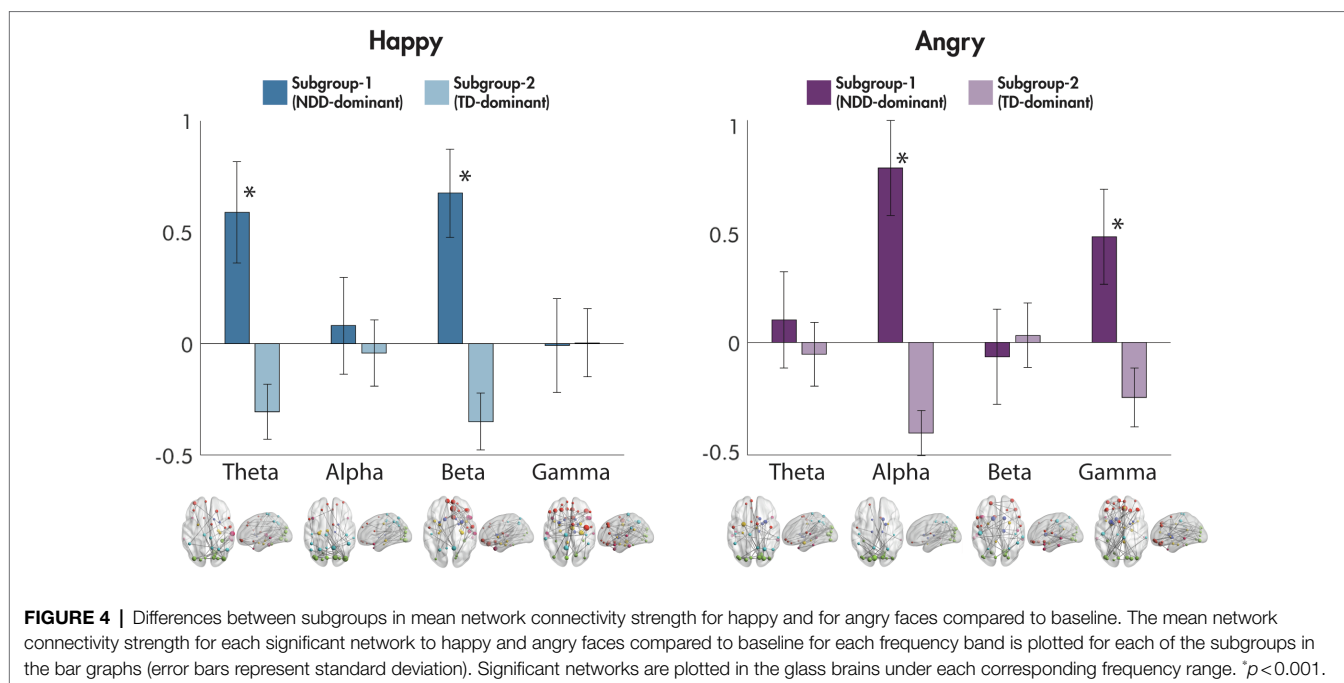 Happy
Subgroup-1
(NDD-dominant)
Subgroup-2
(TD-dominant)
1
0.5
0
-0.5
*
*
Theta Alpha Beta Gamma
Angry
Subgroup-1
(NDD-dominant)
Subgroup-2
(TD-dominant)
1
0.5
0
-0.5
*
*
Theta Alpha Beta Gamma
FIGURE 4 | Differences between subgroups in mean network connectivity strength for happy and for angry faces compared to baseline. The mean network
connectivity strength for each significant network to happy and angry faces compared to baseline for each frequency band is plotted for each of the subgroups in
the bar graphs (error bars represent standard deviation). Significant networks are plotted in the glass brains under each corresponding frequency range. *p<0.001.